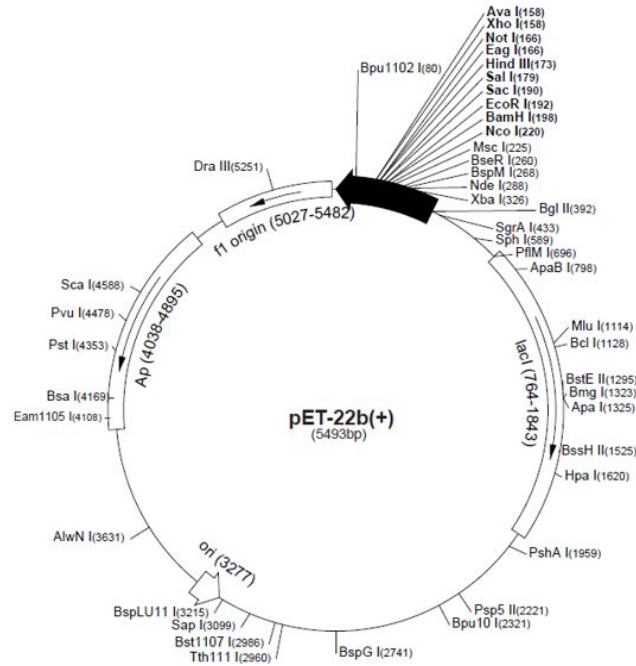 Ava I(158)
Xho I(158)
Not I(166)
Eag I(166)
Hind III(173)
Sal I(179)
Sac I(190)
EcoR I(192)
BamH I(198)
Nco I(220)
Bpu1102 I(80)
Msc I(225)
BseR I(260)
BspM I(268)
Nde I(288)
Xba I(326)
Bgl II(392)
SgrA I(433)
Sph I(589)
PflM I(696)
ApaB I(798)
Dra III(5251)
f1 origin (5027-5482)
Sca I(4588)
Pvu I(4478)
Pst I(4353)
Bsa I(4169)
Eam1105 I(4108)
Ap (4038-4895)
lacI (764-1843)
Mlu I(1114)
Bcl I(1128)
BstE II(1295)
Bmg I(1323)
Apa I(1325)
BssH II(1525)
Hpa I(1620)
pET-22b(+)
(5493bp)
AlwN I(3631)
ori (3277)
PshA I(1959)
BspLU11 I(3215)
Sap I(3099)
Bst1107 I(2986)
Tth111 I(2960)
BspG I(2741)
Psp5 II(2221)
Bpu10 I(2321)